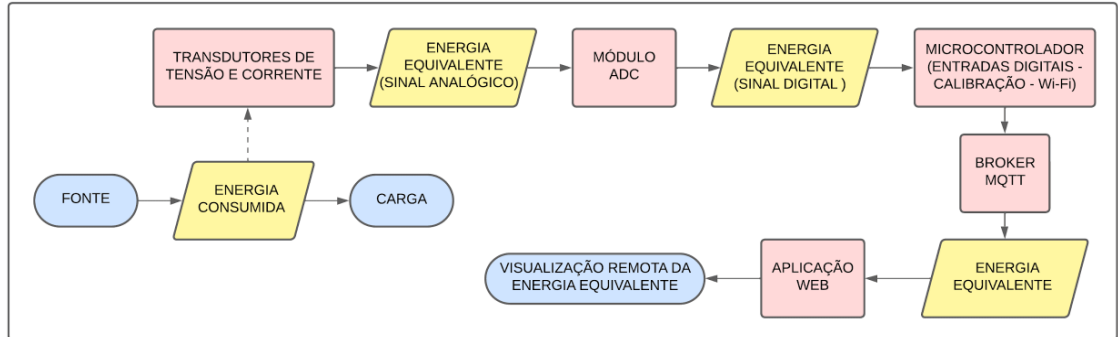 TRANSDUTORES DE
TENSÃO E CORRENTE
ENERGIA
EQUIVALENTE
(SINAL ANALÓGICO)
MÓDULO
ADC
ENERGIA
EQUIVALENTE
(SINAL DIGITAL )
MICROCONTROLADOR
(ENTRADAS DIGITAIS -
CALIBRAÇÃO - Wi-Fi)
FONTE
ENERGIA
CONSUMIDA
CARGA
BROKER
MQTT
VISUALIZAÇÃO REMOTA DA
ENERGIA EQUIVALENTE
APLICAÇÃO
WEB
ENERGIA
EQUIVALENTE